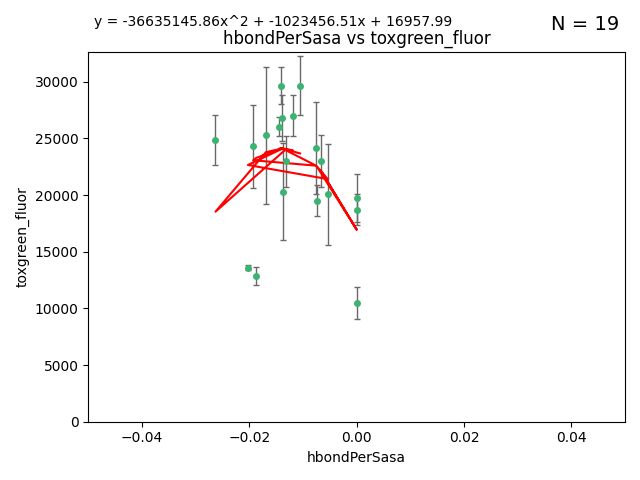 y = -36635145.86x^2 + -1023456.51x + 16957.99
N = 19
hbondPerSasa vs toxgreen_fluor
30000
25000
20000
15000
10000
5000
0
toxgreen_fluor
−0.04
−0.02
0.00
0.02
0.04
hbondPerSasa